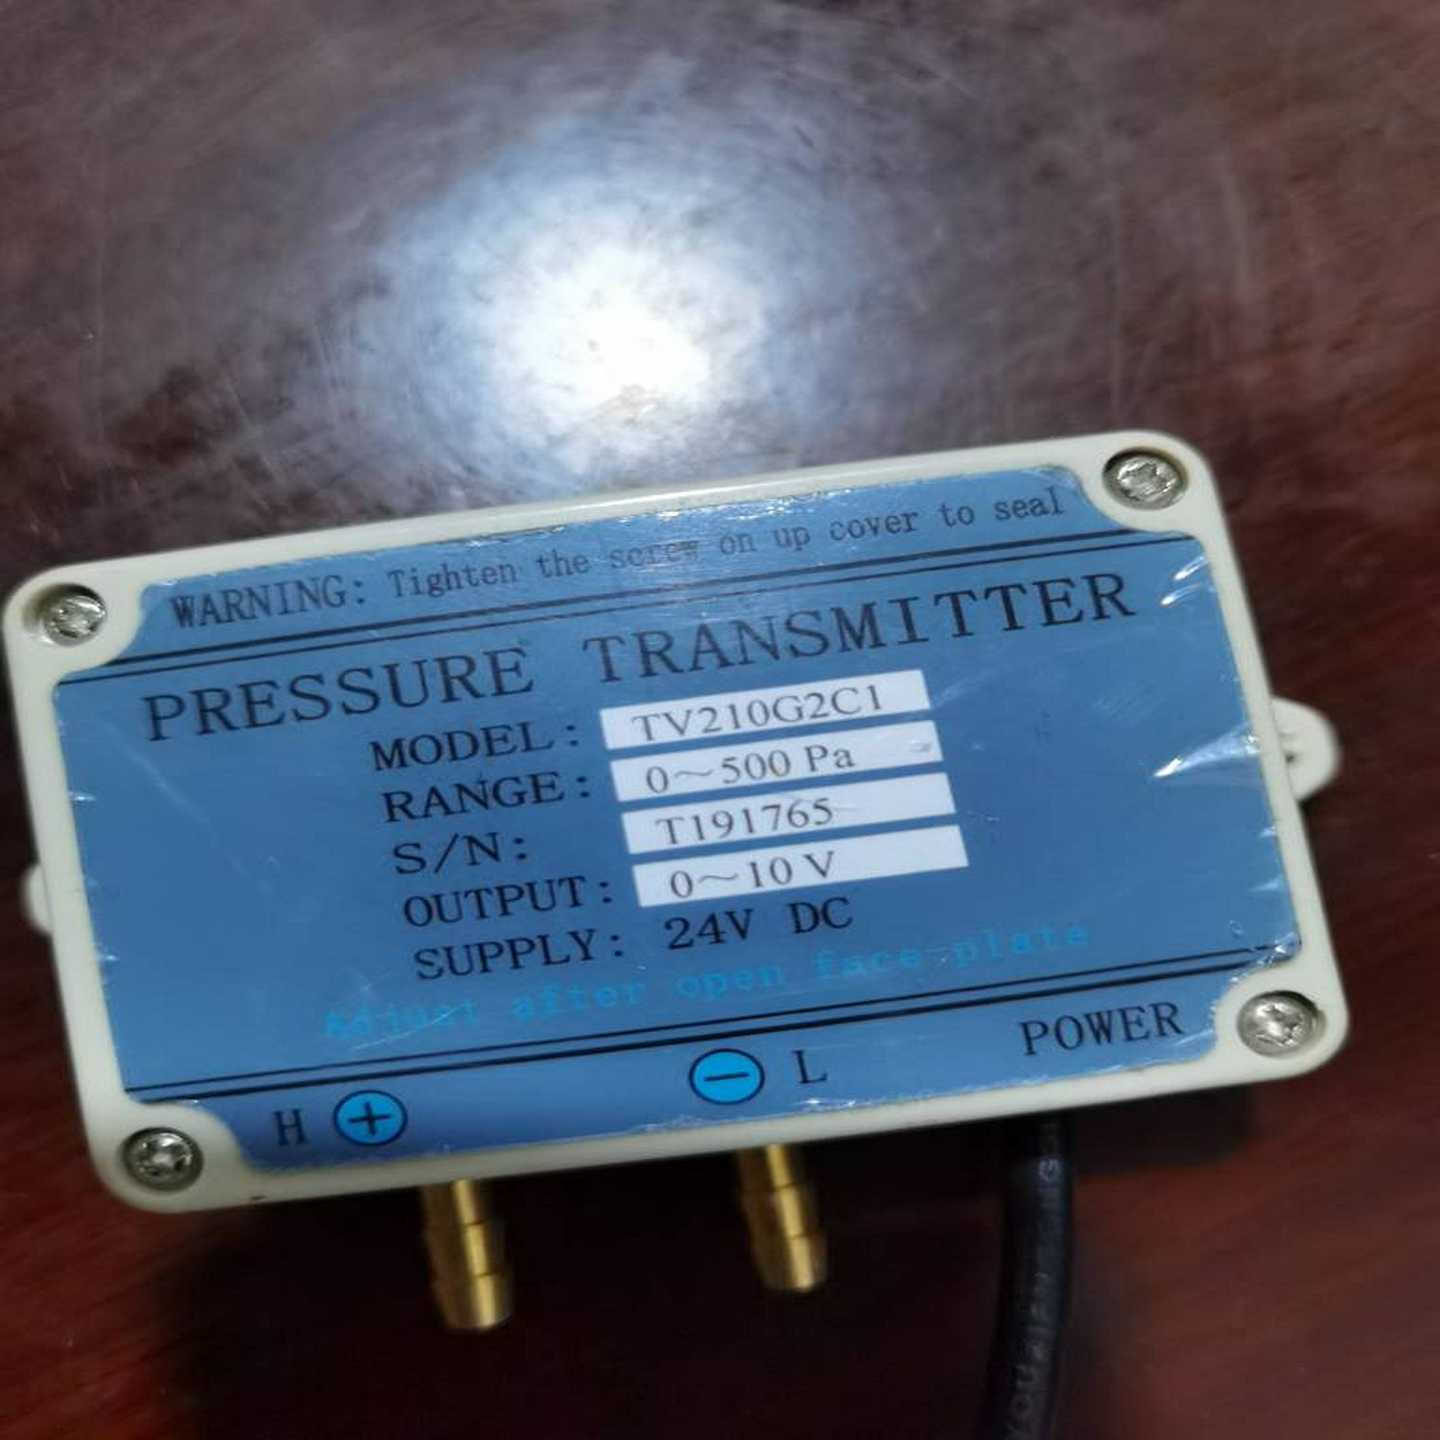 WARNING: Tighten the screw on up cover to seal
PRESSURE TRANSMITTER
MODEL: TV210G2C1
RANGE: 0～500 Pa
S/N: T191765
OUTPUT: 0～10 V
SUPPLY: 24V DC
Adjust after open face plate
H + − L POWER